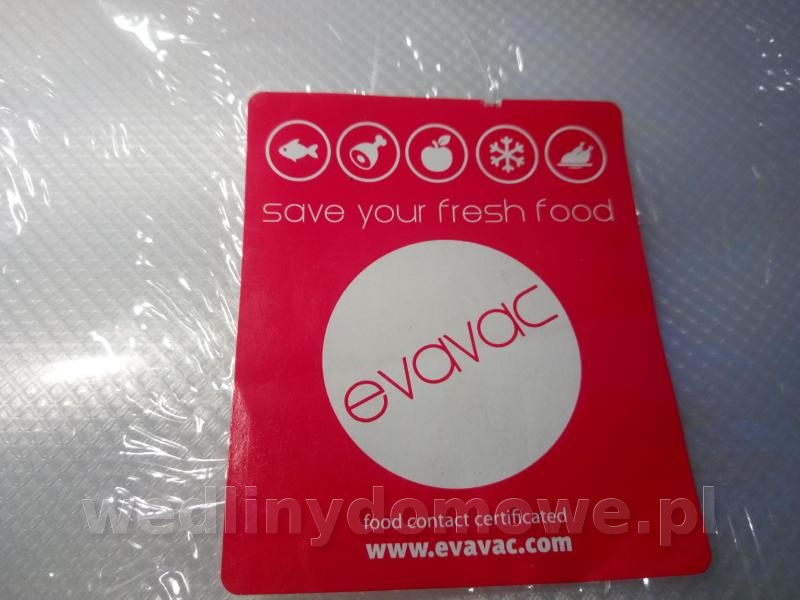 save your fresh food
evavac
wedlinydomowe.pl
food contact certificated
www.evavac.com